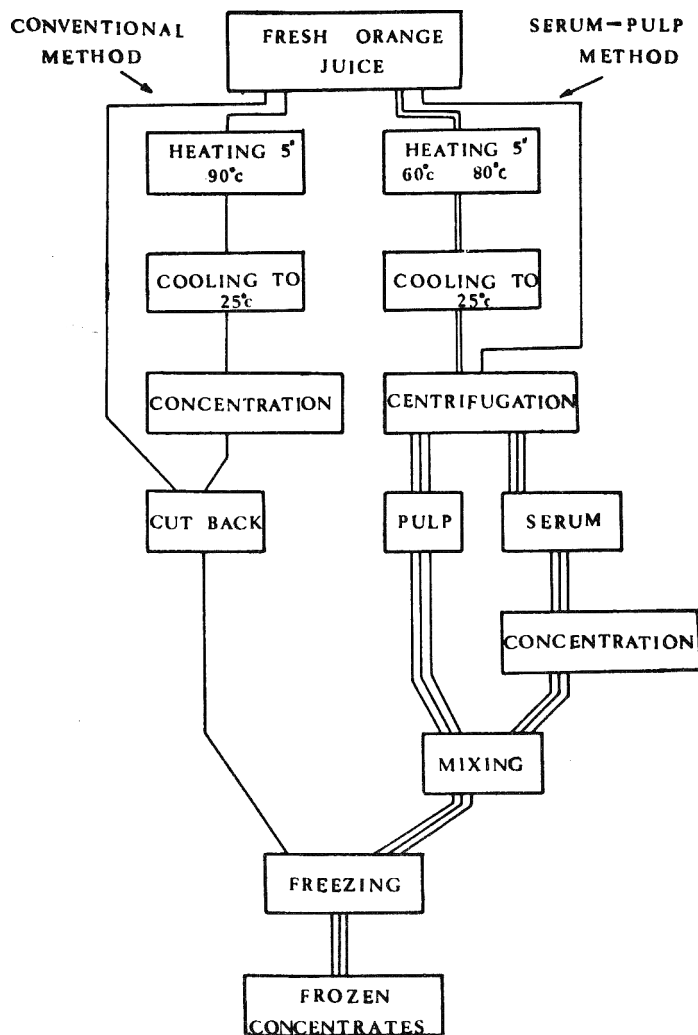 CONVENTIONAL
METHOD
FRESH ORANGE
JUICE
SERUM-PULP
METHOD
HEATING 5'
90°c
HEATING 5'
60°c 80°c
COOLING TO
25°c
COOLING TO
25°c
CONCENTRATION
CENTRIFUGATION
CUT BACK
PULP
SERUM
CONCENTRATION
MIXING
FREEZING
FROZEN
CONCENTRATES